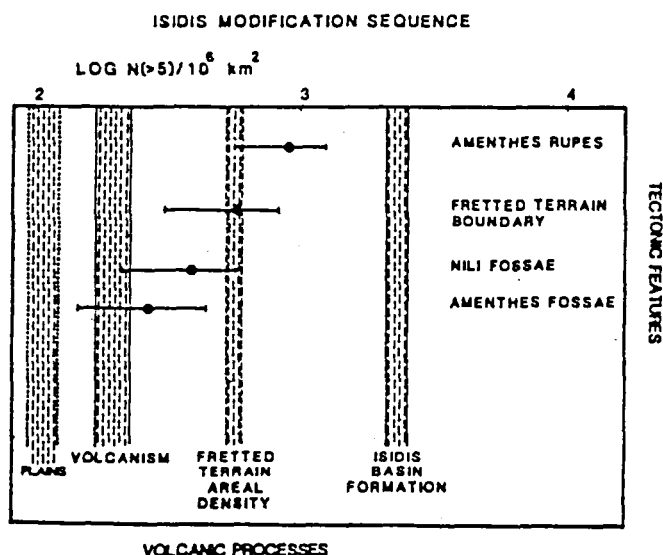 ISIDIS MODIFICATION SEQUENCE
LOG N(>5)/10⁶ km²
2 3 4
AMENTHES RUPES
FRETTED TERRAIN
BOUNDARY
NILI FOSSAE
AMENTHES FOSSAE
TECTONIC FEATURES
PLAINS
VOLCANISM
FRETTED
TERRAIN
AREAL
DENSITY
ISIDIS
BASIN
FORMATION
VOLCANIC PROCESSES